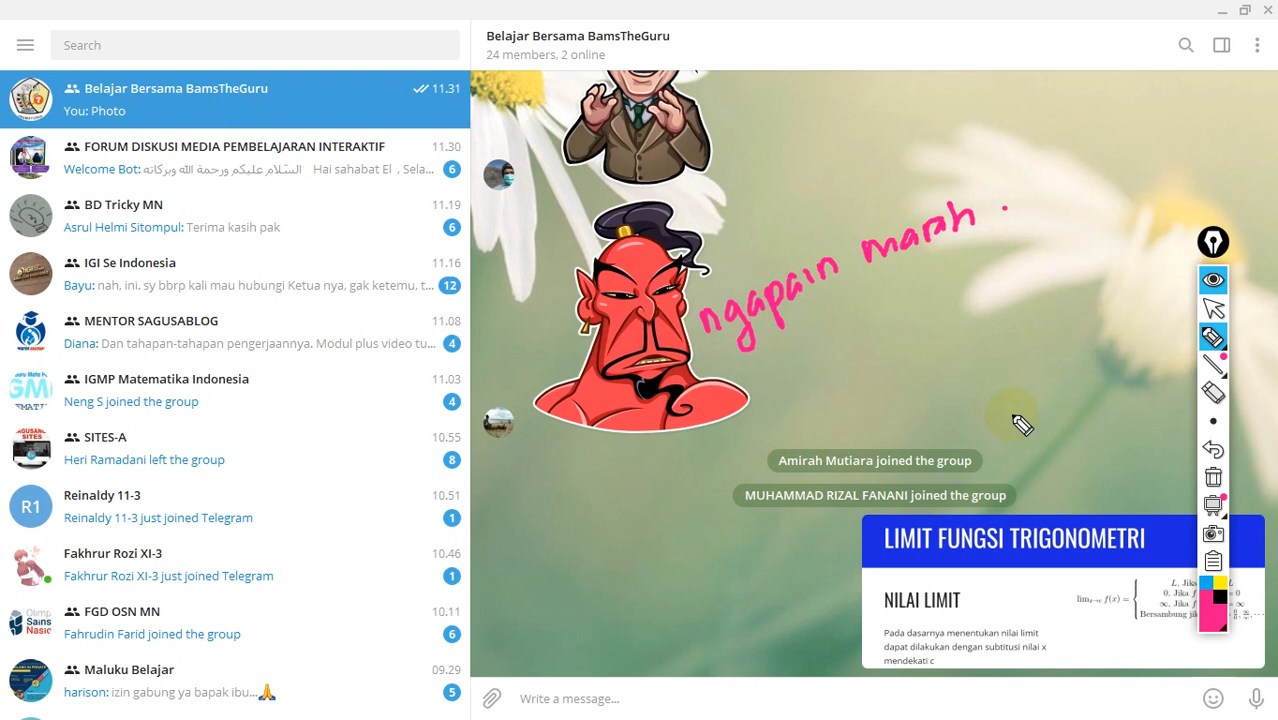 Search
Belajar Bersama BamsTheGuru 11.31
You: Photo
FORUM DISKUSI MEDIA PEMBELAJARAN INTERAKTIF 11.30
Welcome Bot: السّلام عليكم ورحمة الله وبركاته Hai sahabat El , Sela... 6
BD Tricky MN 11.19
Asrul Helmi Sitompul: Terima kasih pak 6
IGI Se Indonesia 11.16
Bayu: nah, ini. sy bbrp kali mau hubungi Ketua nya, gak ketemu, t... 12
MENTOR SAGUSABLOG 11.08
Diana: Dan tahapan-tahapan pengerjaannya. Modul plus video tu... 4
IGMP Matematika Indonesia 11.03
Neng S joined the group 4
SITES-A 10.55
Heri Ramadani left the group 8
R1
Reinaldy 11-3 10.51
Reinaldy 11-3 just joined Telegram 1
Fakhrur Rozi XI-3 10.46
Fakhrur Rozi XI-3 just joined Telegram 1
FGD OSN MN 10.11
Fahrudin Farid joined the group 6
Maluku Belajar 09.29
harison: izin gabung ya bapak ibu...🙏 5
Belajar Bersama BamsTheGuru
24 members, 2 online
ngapain marah .
Amirah Mutiara joined the group
MUHAMMAD RIZAL FANANI joined the group
LIMIT FUNGSI TRIGONOMETRI
NILAI LIMIT
Pada dasarnya menentukan nilai limit
dapat dilakukan dengan subtitusi nilai x
mendekati c
L, Jika
0, Jika
∞, Jika
Write a message...